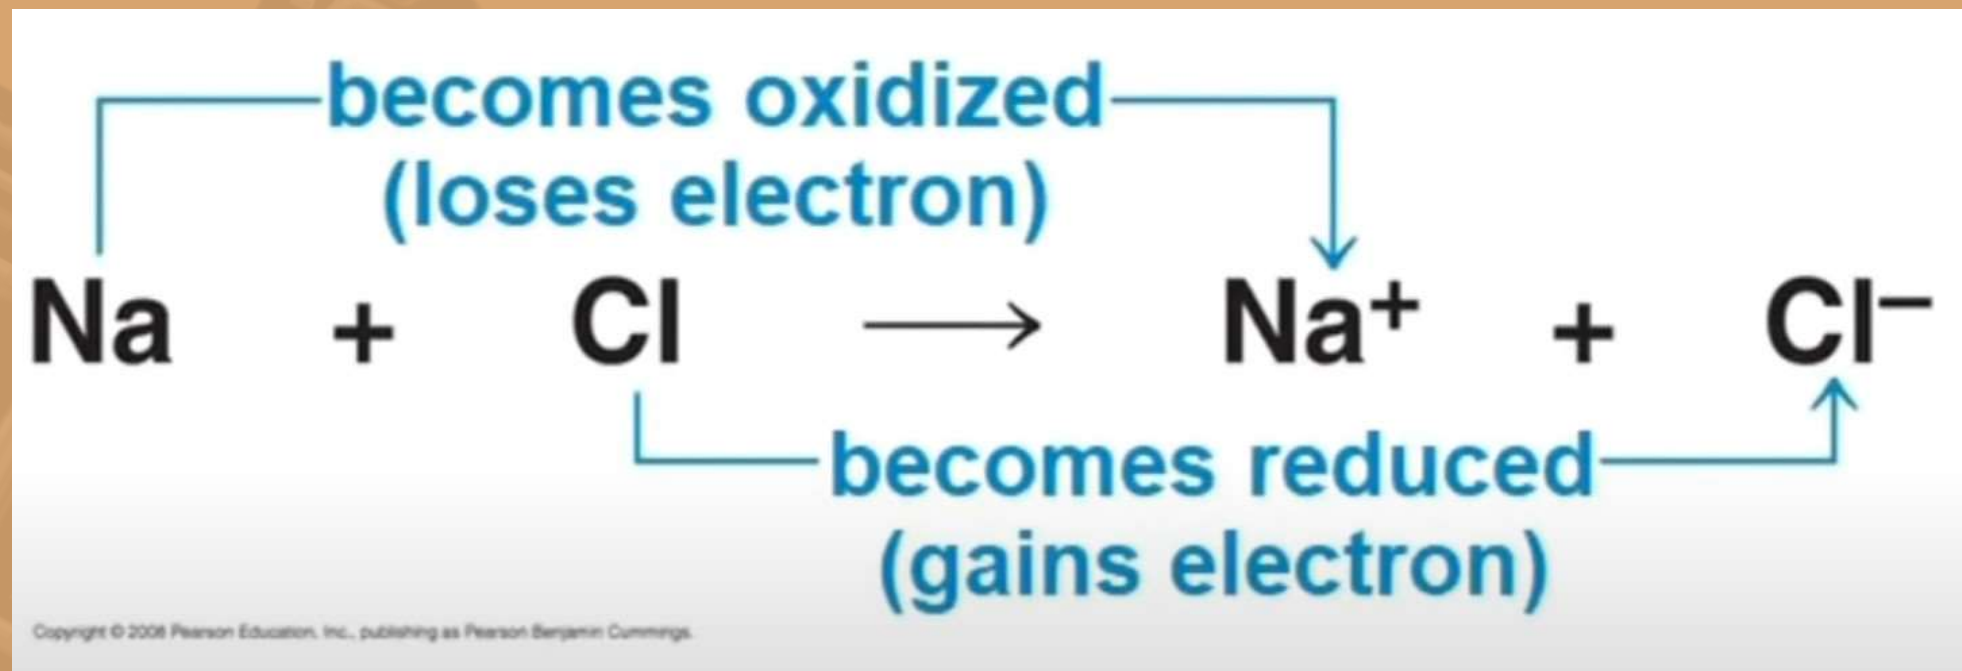 becomes oxidized
(loses electron)
Na + Cl ⟶ Na⁺ + Cl⁻
becomes reduced
(gains electron)
Copyright © 2008 Pearson Education, Inc., publishing as Pearson Benjamin Cummings.